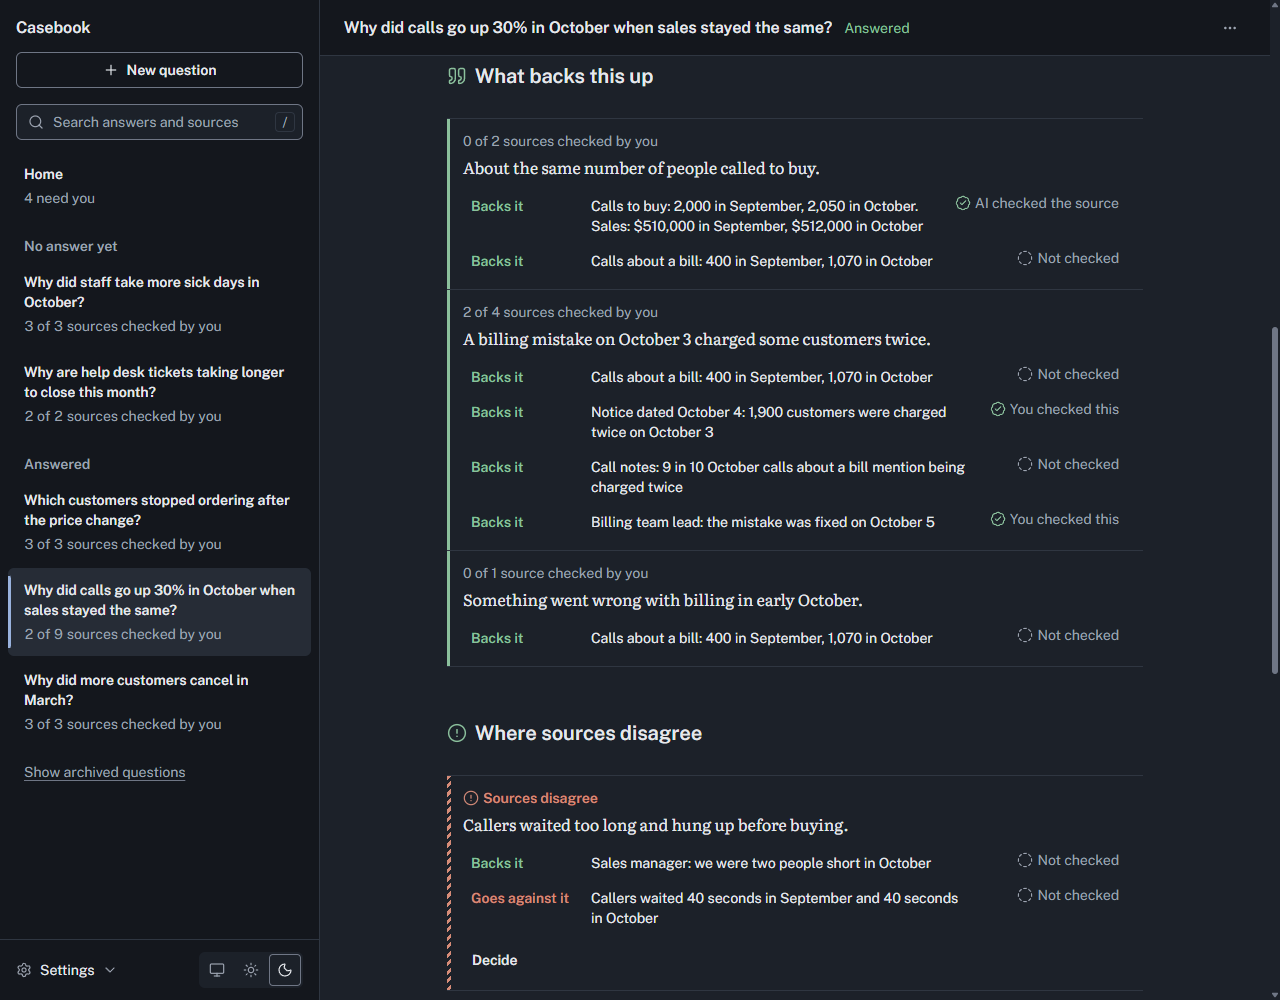 Casebook
New question
Search answers and sources /
Home
4 need you
No answer yet
Why did staff take more sick days in
October?
3 of 3 sources checked by you
Why are help desk tickets taking longer
to close this month?
2 of 2 sources checked by you
Answered
Which customers stopped ordering after
the price change?
3 of 3 sources checked by you
Why did calls go up 30% in October when
sales stayed the same?
2 of 9 sources checked by you
Why did more customers cancel in
March?
3 of 3 sources checked by you
Show archived questions
Settings
Why did calls go up 30% in October when sales stayed the same? Answered
What backs this up
0 of 2 sources checked by you
About the same number of people called to buy.
Backs it Calls to buy: 2,000 in September, 2,050 in October. AI checked the source
Sales: $510,000 in September, $512,000 in October
Backs it Calls about a bill: 400 in September, 1,070 in October Not checked
2 of 4 sources checked by you
A billing mistake on October 3 charged some customers twice.
Backs it Calls about a bill: 400 in September, 1,070 in October Not checked
Backs it Notice dated October 4: 1,900 customers were charged You checked this
twice on October 3
Backs it Call notes: 9 in 10 October calls about a bill mention being Not checked
charged twice
Backs it Billing team lead: the mistake was fixed on October 5 You checked this
0 of 1 source checked by you
Something went wrong with billing in early October.
Backs it Calls about a bill: 400 in September, 1,070 in October Not checked
Where sources disagree
Sources disagree
Callers waited too long and hung up before buying.
Backs it Sales manager: we were two people short in October Not checked
Goes against it Callers waited 40 seconds in September and 40 seconds Not checked
in October
Decide